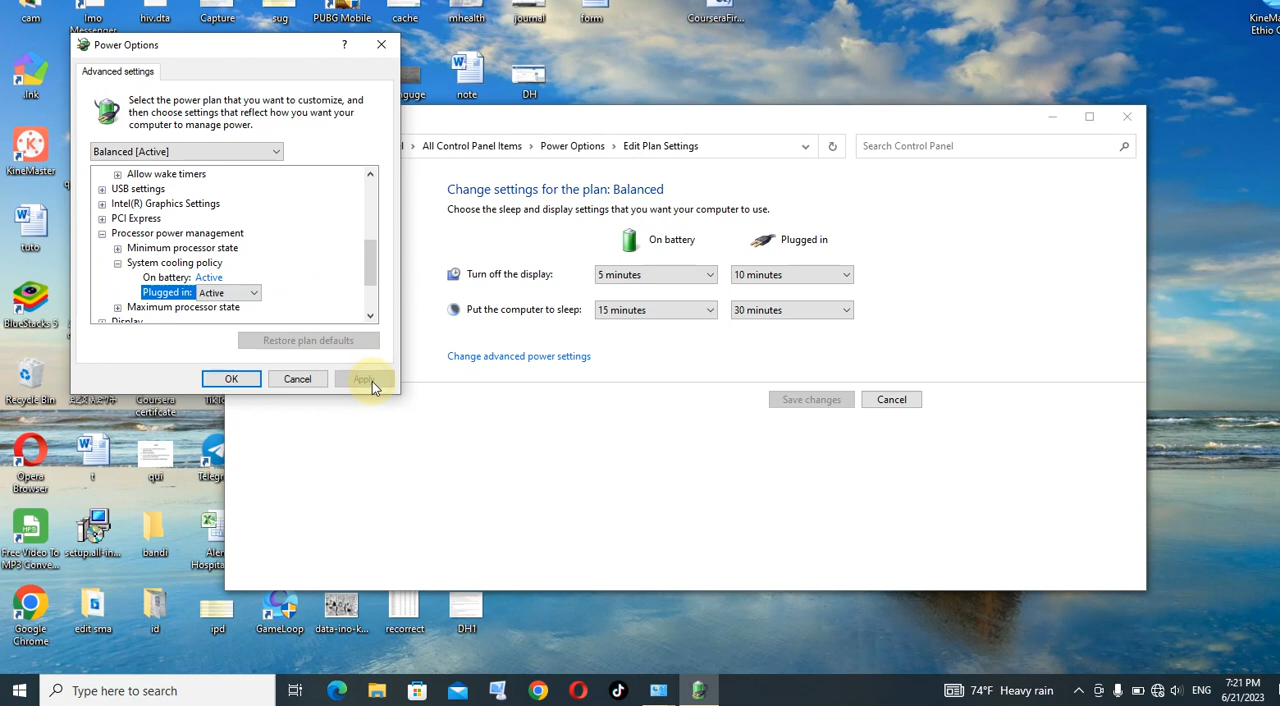 cam
Imo
Messenger
hiv.dta
Capture
sug
PUBG Mobile
cache
mhealth
journal
form
CourseraFir...
KineMa
Ethio C
Power Options
?
Advanced settings
Select the power plan that you want to customize, and
then choose settings that reflect how you want your
computer to manage power.
Balanced [Active]
Allow wake timers
USB settings
Intel(R) Graphics Settings
PCI Express
Processor power management
Minimum processor state
System cooling policy
On battery: Active
Plugged in: Active
Maximum processor state
Display
Restore plan defaults
OK
Cancel
Apply
.Ink
note
DH
KineMaster
tuto
BlueStacks 5
Recycle Bin
Coursera
certifcate
All Control Panel Items
Power Options
Edit Plan Settings
Search Control Panel
Change settings for the plan: Balanced
Choose the sleep and display settings that you want your computer to use.
On battery
Plugged in
Turn off the display:
5 minutes
10 minutes
Put the computer to sleep:
15 minutes
30 minutes
Change advanced power settings
Save changes
Cancel
Opera
Browser
t
qui
Telegr
Free Video To
MP3 Conve...
setup.all-in...
bandi
Aler
Hospita
Google
Chrome
edit sma
id
ipd
GameLoop
data-ino-k...
recorrect
DH1
Type here to search
74°F Heavy rain
ENG
7:21 PM
6/21/2023